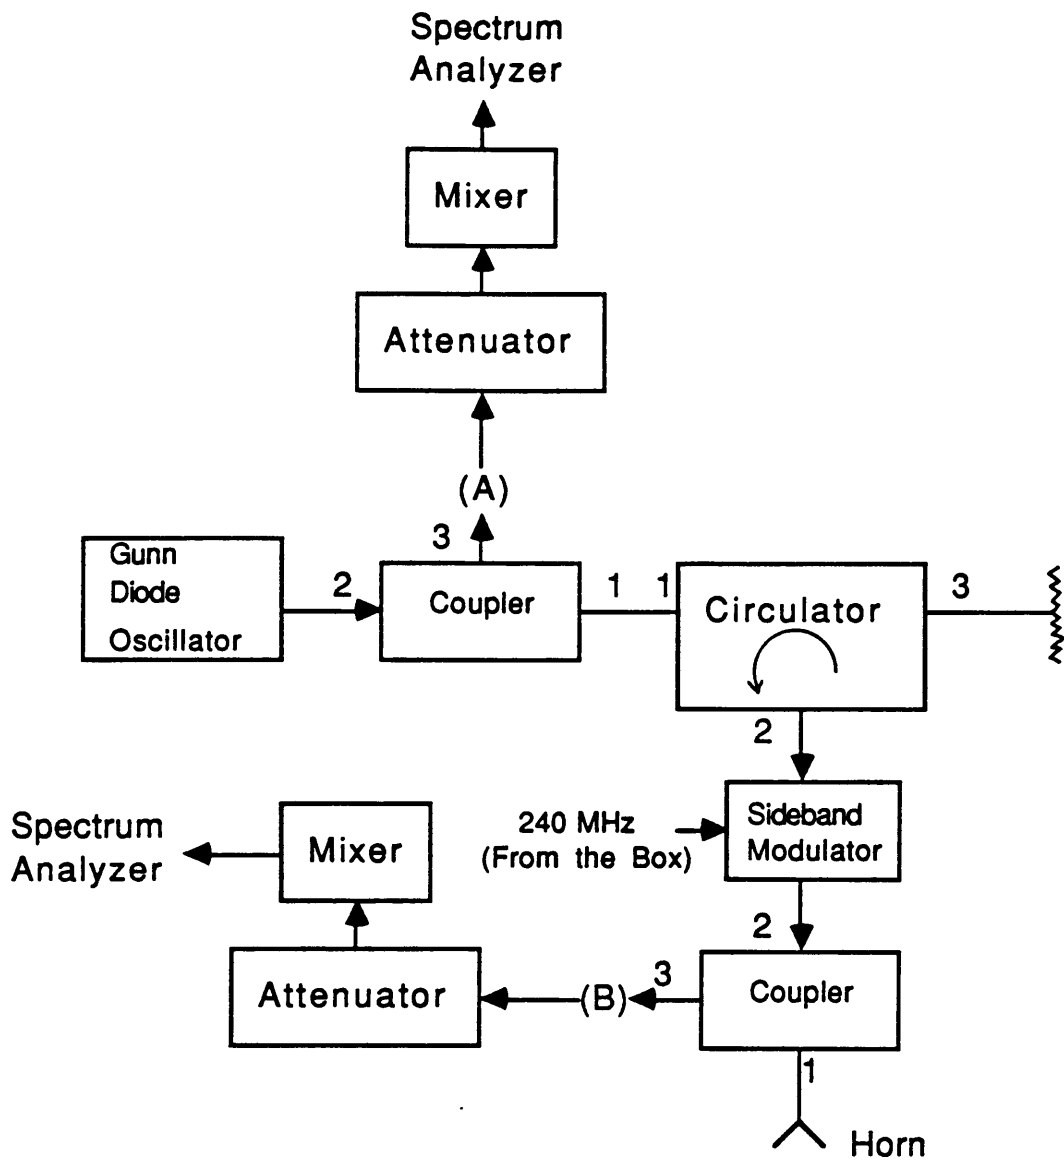 Spectrum
Analyzer
Mixer
Attenuator
(A)
3
Gunn
Diode
Oscillator
2
Coupler
1
1
Circulator
3
2
240 MHz
(From the Box)
Sideband
Modulator
Spectrum
Analyzer
Mixer
2
Attenuator
(B)
3
Coupler
1
Horn